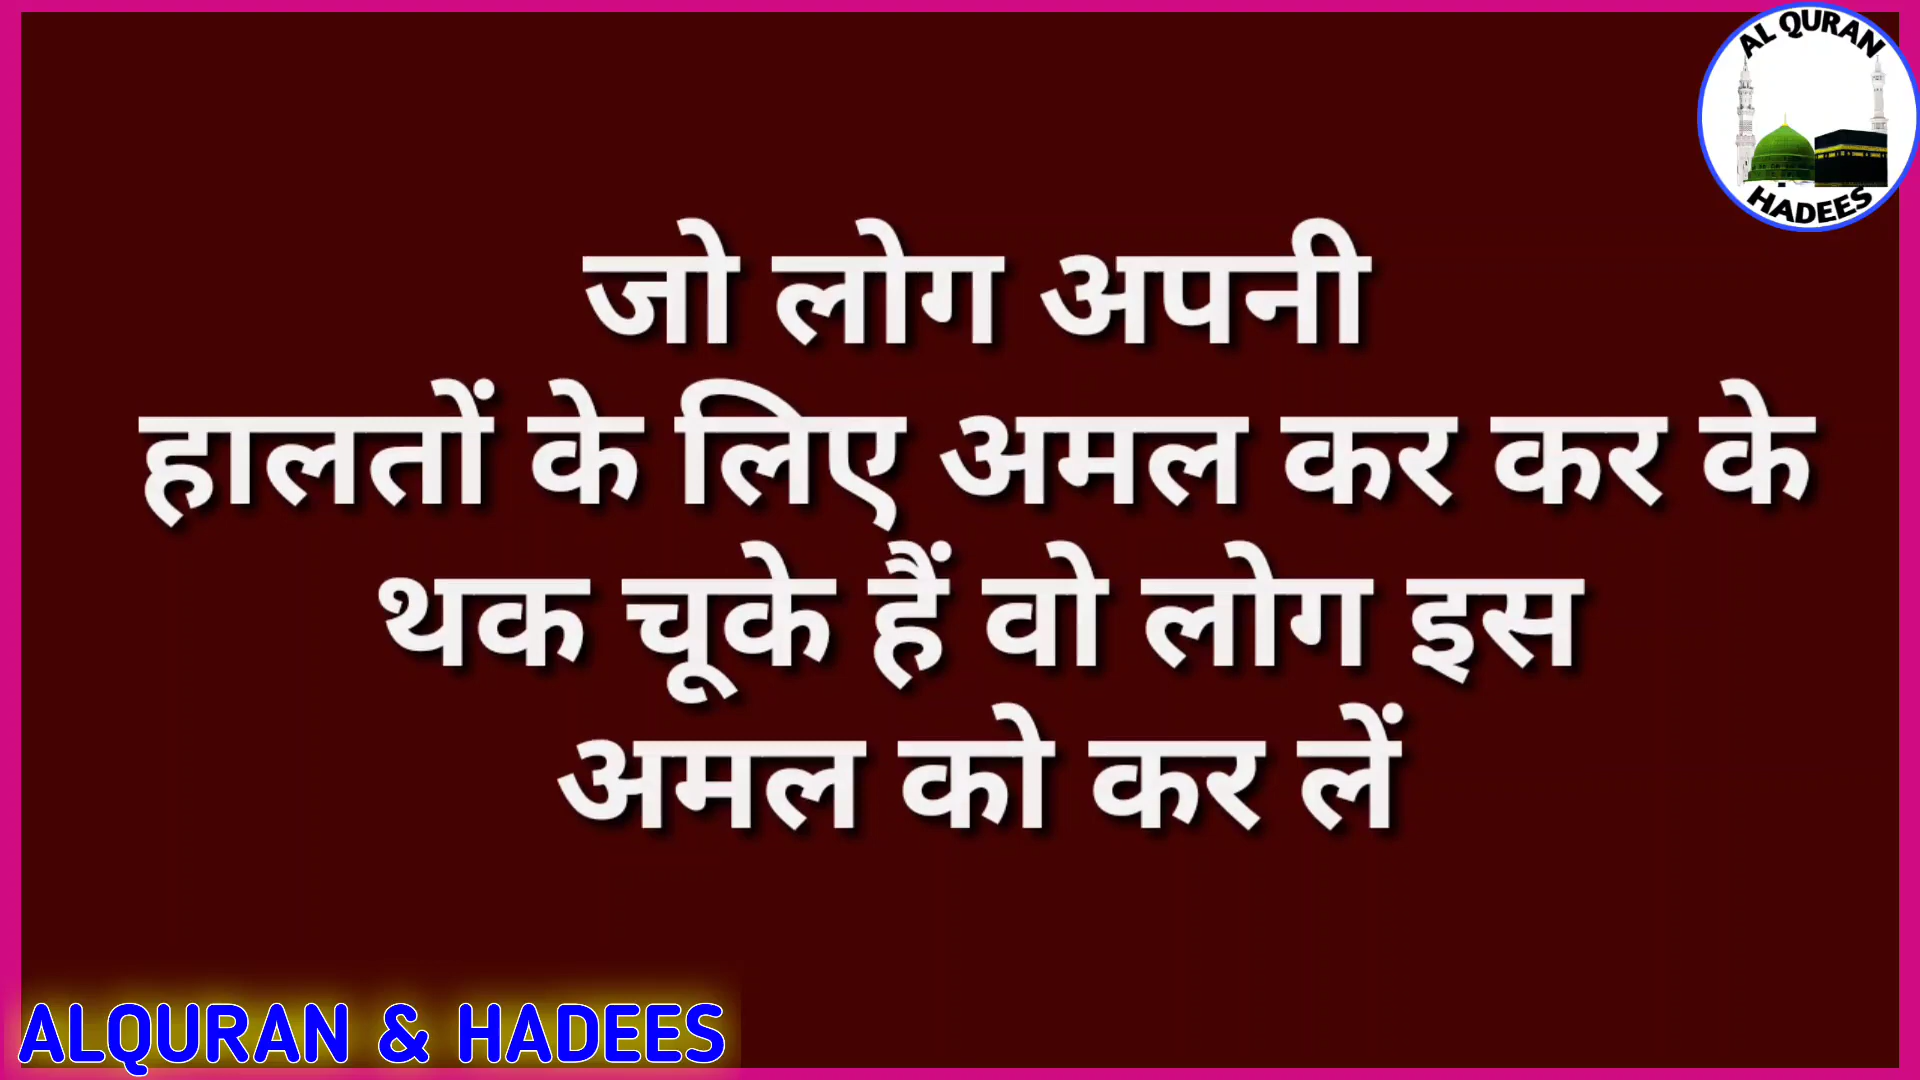 AL QURAN
HADEES
जो लोग अपनी
हालतों के लिए अमल कर कर के
थक चूके हैं वो लोग इस
अमल को कर लें
ALQURAN & HADEES